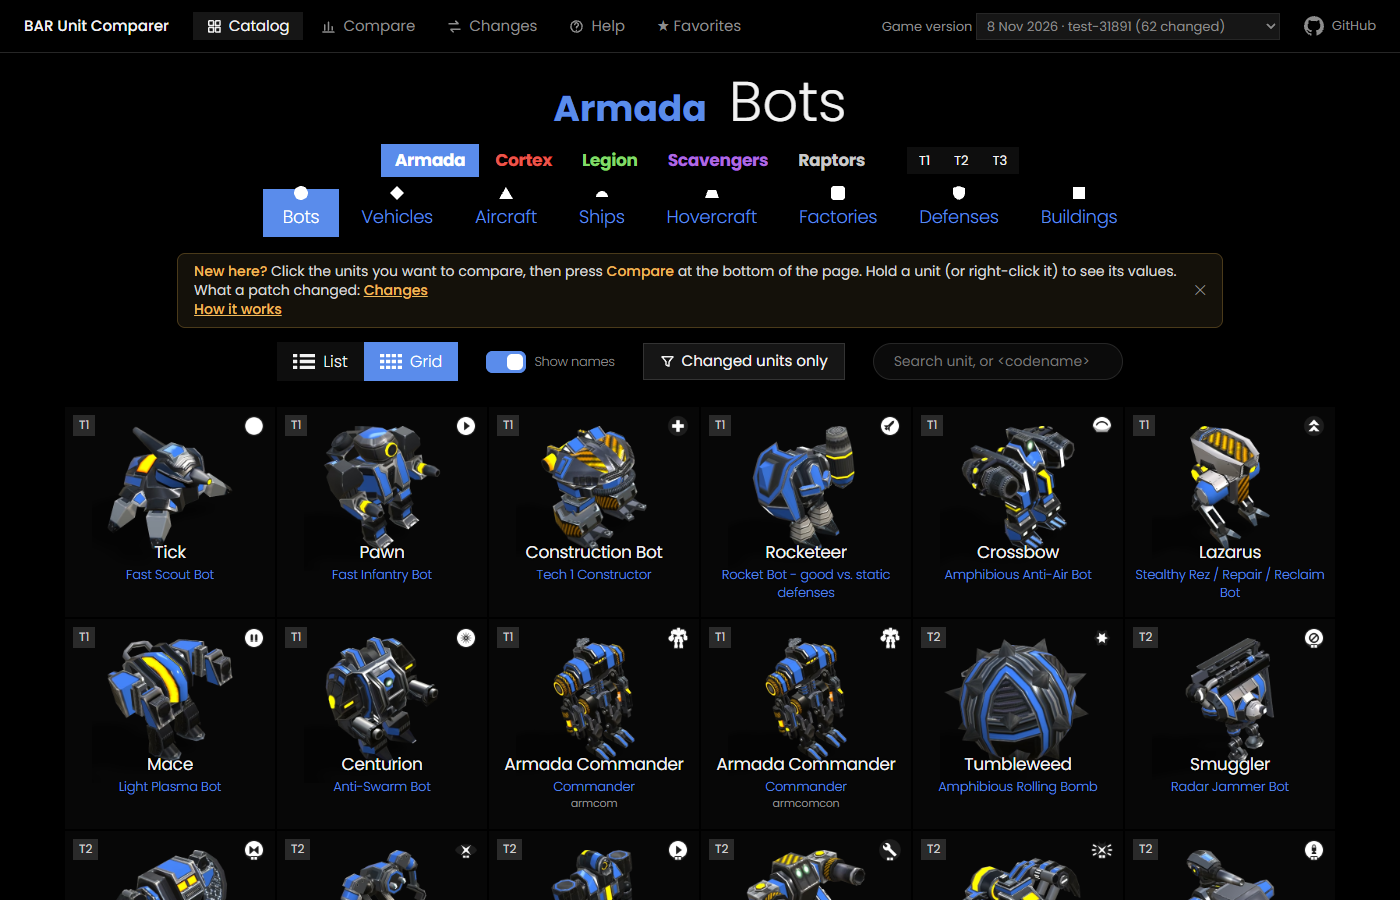 BAR Unit Comparer
Catalog
Compare
Changes
Help
★ Favorites
Game version
8 Nov 2026 · test-31891 (62 changed)
GitHub
Armada Bots
Armada
Cortex
Legion
Scavengers
Raptors
T1
T2
T3
Bots
Vehicles
Aircraft
Ships
Hovercraft
Factories
Defenses
Buildings
New here? Click the units you want to compare, then press Compare at the bottom of the page. Hold a unit (or right-click it) to see its values.
What a patch changed: Changes
How it works
List
Grid
Show names
Changed units only
Search unit, or <codename>
T1
Tick
Fast Scout Bot
T1
Pawn
Fast Infantry Bot
T1
Construction Bot
Tech 1 Constructor
T1
Rocketeer
Rocket Bot - good vs. static
defenses
T1
Crossbow
Amphibious Anti-Air Bot
T1
Lazarus
Stealthy Rez / Repair / Reclaim
Bot
T1
Mace
Light Plasma Bot
T1
Centurion
Anti-Swarm Bot
T1
Armada Commander
Commander
armcom
T1
Armada Commander
Commander
armcomcon
T2
Tumbleweed
Amphibious Rolling Bomb
T2
Smuggler
Radar Jammer Bot
T2
T2
T2
T2
T2
T2